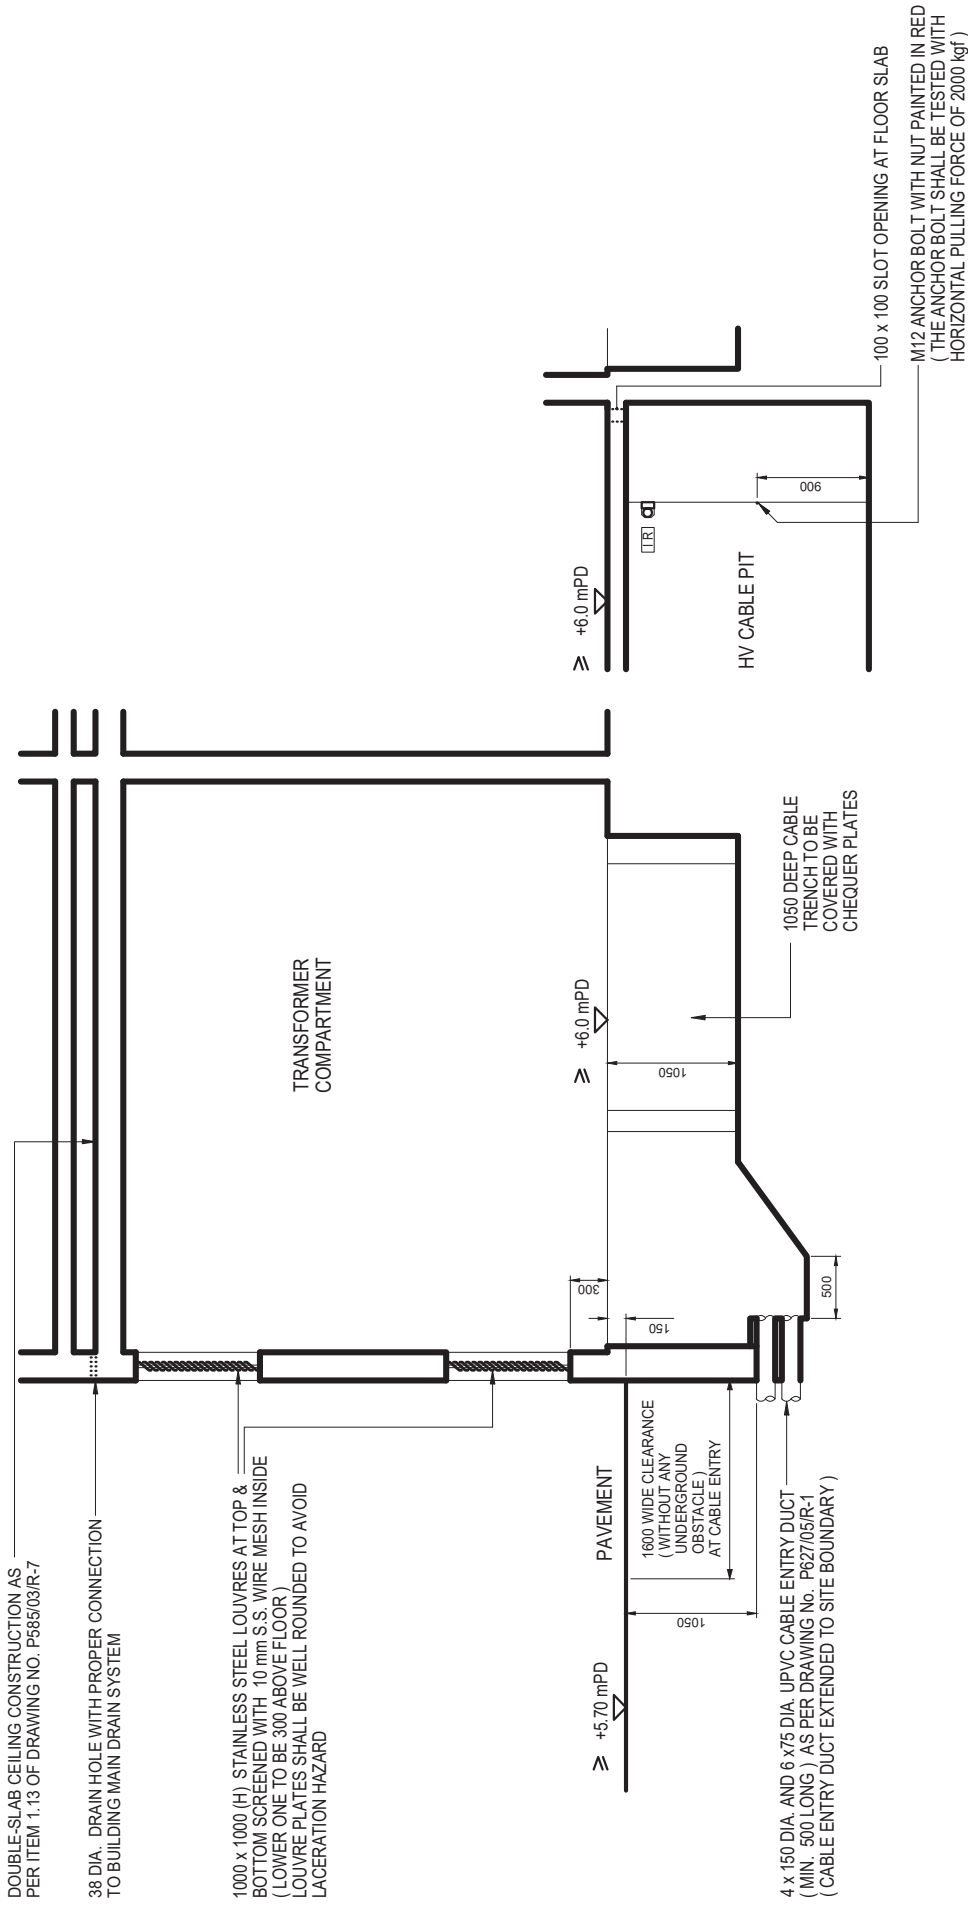 DOUBLE-SLAB CEILING CONSTRUCTION AS
PER ITEM 1.13 OF DRAWING NO. P585/03/R-7
38 DIA. DRAIN HOLE WITH PROPER CONNECTION
TO BUILDING MAIN DRAIN SYSTEM
1000 x 1000 (H) STAINLESS STEEL LOUVRES AT TOP &
BOTTOM SCREENED WITH 10 mm S.S. WIRE MESH INSIDE
( LOWER ONE TO BE 300 ABOVE FLOOR )
LOUVRE PLATES SHALL BE WELL ROUNDED TO AVOID
LACERATION HAZARD
TRANSFORMER
COMPARTMENT
300
150
≥ +6.0 mPD
1050
PAVEMENT
≥ +5.70 mPD
1600 WIDE CLEARANCE
( WITHOUT ANY
UNDERGROUND
OBSTACLE )
AT CABLE ENTRY
1050
500
4 x 150 DIA. AND 6 x75 DIA. UPVC CABLE ENTRY DUCT
( MIN. 500 LONG ) AS PER DRAWING No. P627/05/R-1
( CABLE ENTRY DUCT EXTENDED TO SITE BOUNDARY )
1050 DEEP CABLE
TRENCH TO BE
COVERED WITH
CHEQUER PLATES
≥ +6.0 mPD
I R
HV CABLE PIT
900
100 x 100 SLOT OPENING AT FLOOR SLAB
M12 ANCHOR BOLT WITH NUT PAINTED IN RED
( THE ANCHOR BOLT SHALL BE TESTED WITH
HORIZONTAL PULLING FORCE OF 2000 kgf )